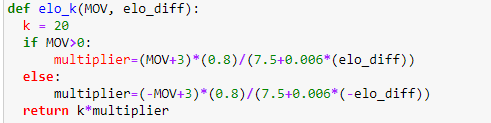 def elo_k(MOV, elo_diff):
  k = 20
  if MOV>0:
      multiplier=(MOV+3)*(0.8)/(7.5+0.006*(elo_diff))
  else:
      multiplier=(-MOV+3)*(0.8)/(7.5+0.006*(-elo_diff))
  return k*multiplier